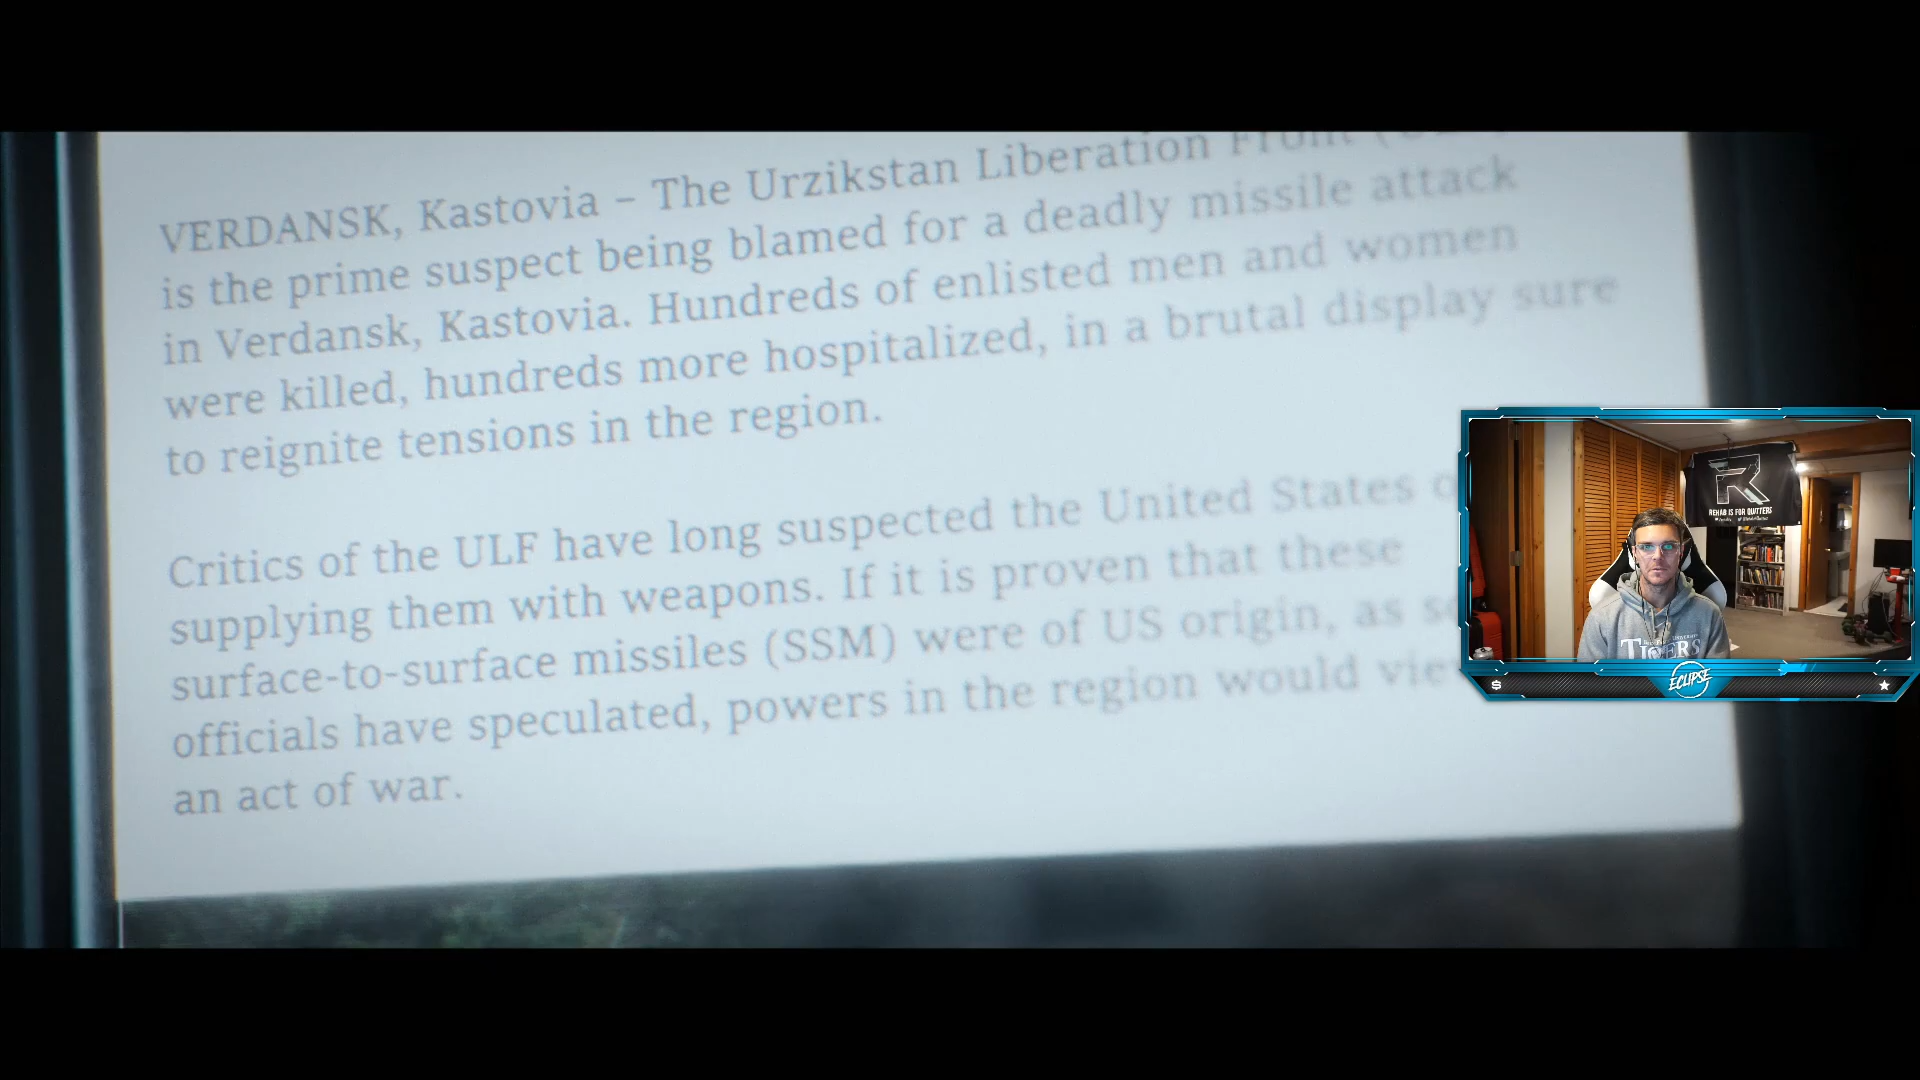 VERDANSK, Kastovia – The Urzikstan Liberation Front
is the prime suspect being blamed for a deadly missile attack
in Verdansk, Kastovia. Hundreds of enlisted men and women
were killed, hundreds more hospitalized, in a brutal display sure
to reignite tensions in the region.
Critics of the ULF have long suspected the United States
supplying them with weapons. If it is proven that these
surface-to-surface missiles (SSM) were of US origin, as
officials have speculated, powers in the region would
an act of war.
R
REHAB IS FOR QUITTERS
TIGERS
$ ECLIPSE